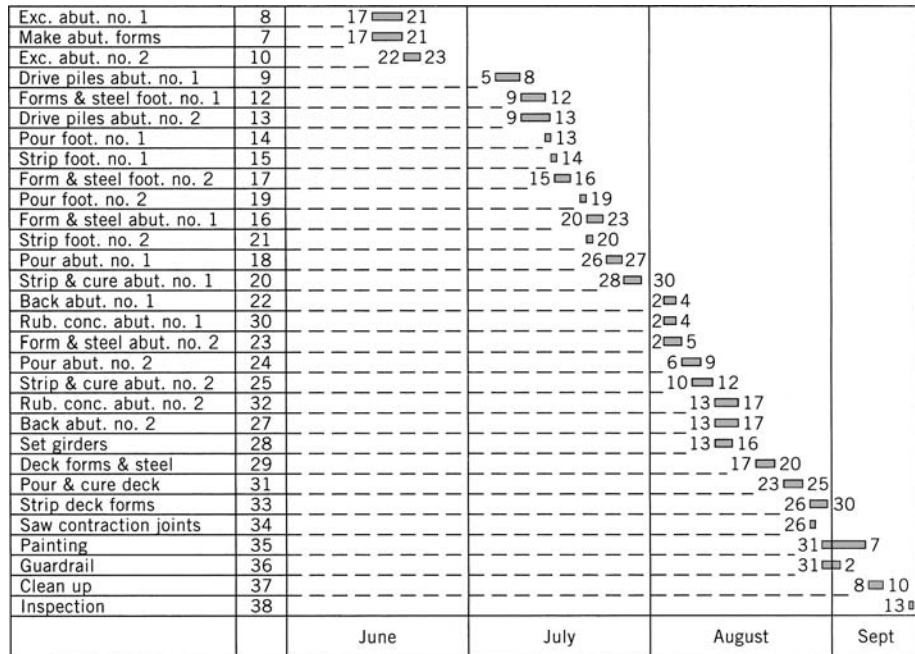 Exc. abut. no. 1 8 17 21
Make abut. forms 7 17 21
Exc. abut. no. 2 10 22 23
Drive piles abut. no. 1 9 5 8
Forms & steel foot. no. 1 12 9 12
Drive piles abut. no. 2 13 9 13
Pour foot. no. 1 14 13
Strip foot. no. 1 15 14
Form & steel foot. no. 2 17 15 16
Pour foot. no. 2 19 19
Form & steel abut. no. 1 16 20 23
Strip foot. no. 2 21 20
Pour abut. no. 1 18 26 27
Strip & cure abut. no. 1 20 28 30
Back abut. no. 1 22 2 4
Rub. conc. abut. no. 1 30 2 4
Form & steel abut. no. 2 23 2 5
Pour abut. no. 2 24 6 9
Strip & cure abut. no. 2 25 10 12
Rub. conc. abut. no. 2 32 13 17
Back abut. no. 2 27 13 17
Set girders 28 13 16
Deck forms & steel 29 17 20
Pour & cure deck 31 23 25
Strip deck forms 33 26 30
Saw contraction joints 34 26
Painting 35 31 7
Guardrail 36 31 2
Clean up 37 8 10
Inspection 38 13
June July August Sept